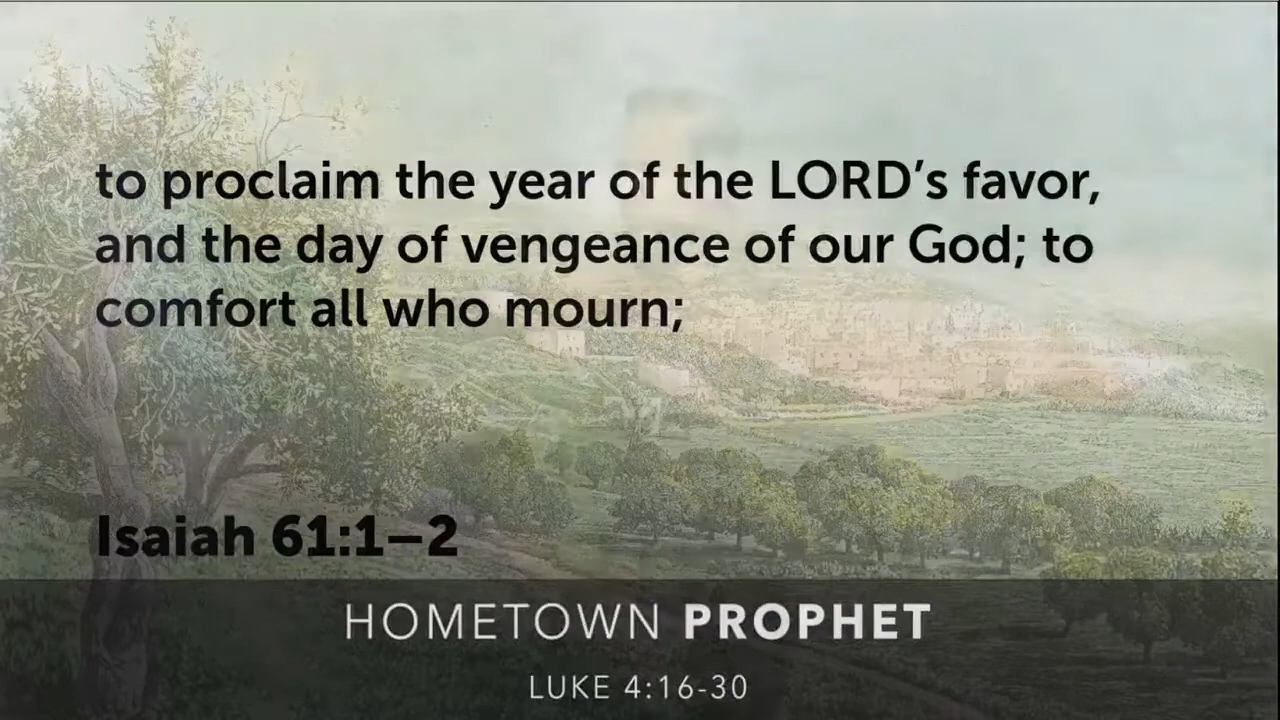 to proclaim the year of the LORD’s favor,
and the day of vengeance of our God; to
comfort all who mourn;
Isaiah 61:1–2
HOMETOWN PROPHET
LUKE 4:16-30